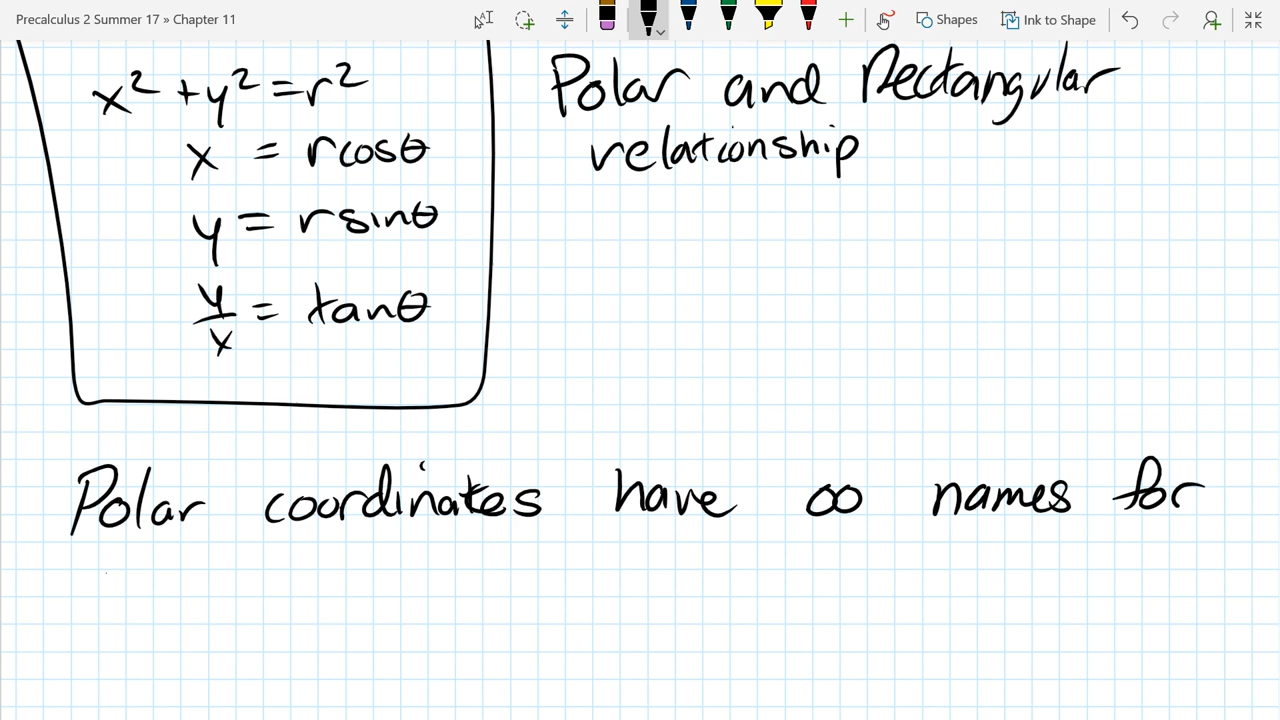 Precalculus 2 Summer 17 » Chapter 11
Shapes
Ink to Shape
x² + y² = r²
x = rcosθ
y = rsinθ
y/x = tanθ
Polar and Rectangular
relationship
Polar coordinates have ∞ names for